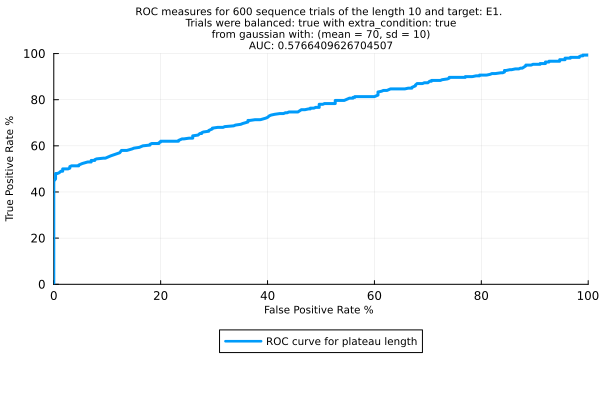 ROC measures for 600 sequence trials of the length 10 and target: E1.
Trials were balanced: true with extra_condition: true
from gaussian with: (mean = 70, sd = 10)
AUC: 0.5766409626704507
100
80
60
40
20
0
True Positive Rate %
0 20 40 60 80 100
False Positive Rate %
ROC curve for plateau length